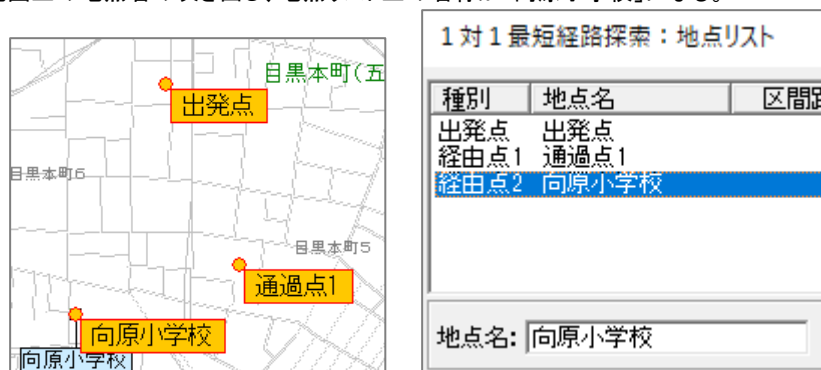 目黒本町(五
出発点
目黒本町6
目黒本町5
通過点1
向原小学校
向原小学校
1対1最短経路探索：地点リスト
種別 地点名 区間距
出発点 出発点
経由点1 通過点1
経由点2 向原小学校
地点名: 向原小学校